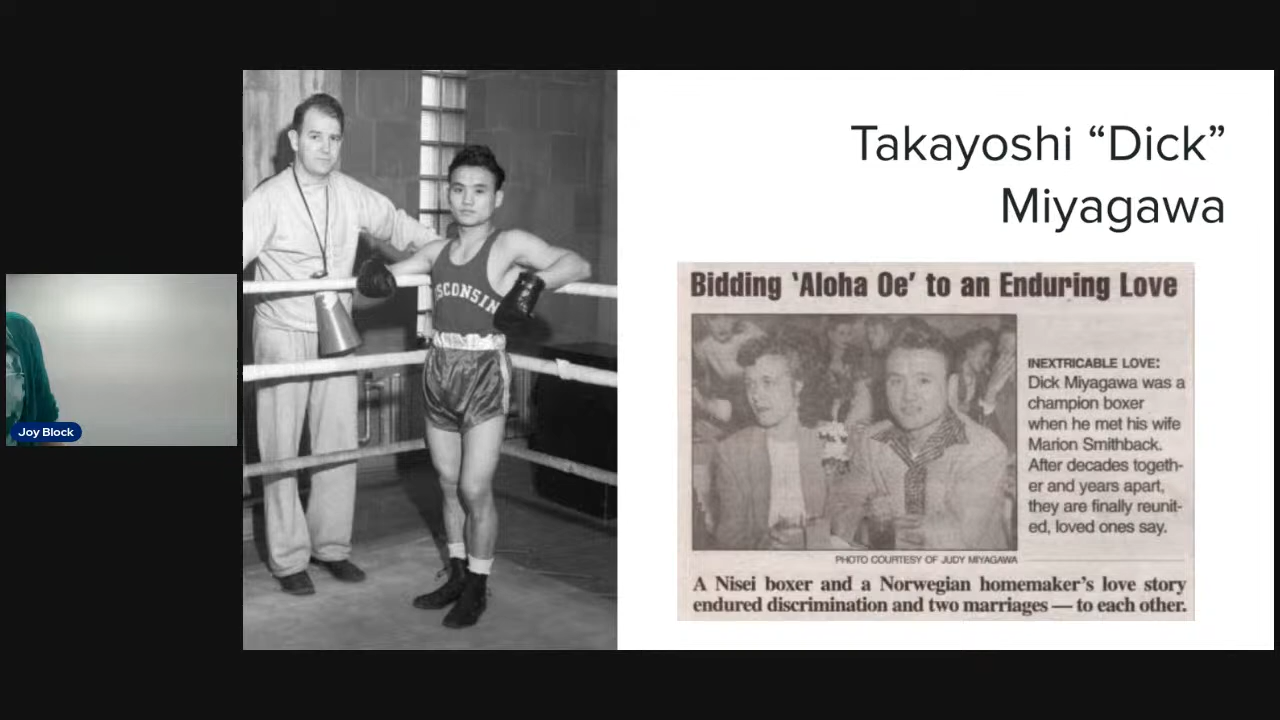 Takayoshi “Dick”
Miyagawa
Bidding ‘Aloha Oe’ to an Enduring Love
INEXTRICABLE LOVE:
Dick Miyagawa was a
champion boxer
when he met his wife
Marion Smithback.
After decades togeth-
er and years apart,
they are finally reunit-
ed, loved ones say.
PHOTO COURTESY OF JUDY MIYAGAWA
A Nisei boxer and a Norwegian homemaker’s love story
endured discrimination and two marriages — to each other.
ISCONSIN
Joy Block